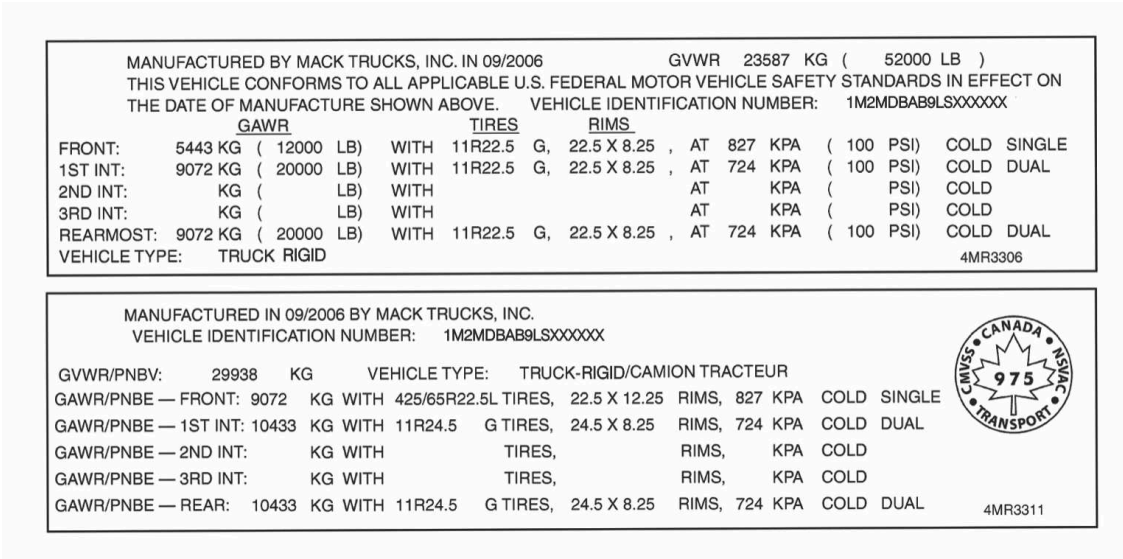 MANUFACTURED BY MACK TRUCKS, INC. IN 09/2006 GVWR 23587 KG ( 52000 LB )
THIS VEHICLE CONFORMS TO ALL APPLICABLE U.S. FEDERAL MOTOR VEHICLE SAFETY STANDARDS IN EFFECT ON
THE DATE OF MANUFACTURE SHOWN ABOVE. VEHICLE IDENTIFICATION NUMBER: 1M2MDBAB9LSXXXXXX
GAWR TIRES RIMS
FRONT: 5443 KG ( 12000 LB) WITH 11R22.5 G, 22.5 X 8.25 , AT 827 KPA ( 100 PSI) COLD SINGLE
1ST INT: 9072 KG ( 20000 LB) WITH 11R22.5 G, 22.5 X 8.25 , AT 724 KPA ( 100 PSI) COLD DUAL
2ND INT: KG ( LB) WITH AT KPA ( PSI) COLD
3RD INT: KG ( LB) WITH AT KPA ( PSI) COLD
REARMOST: 9072 KG ( 20000 LB) WITH 11R22.5 G, 22.5 X 8.25 , AT 724 KPA ( 100 PSI) COLD DUAL
VEHICLE TYPE: TRUCK RIGID 4MR3306
MANUFACTURED IN 09/2006 BY MACK TRUCKS, INC.
VEHICLE IDENTIFICATION NUMBER: 1M2MDBAB9LSXXXXXX
GVWR/PNBV: 29938 KG VEHICLE TYPE: TRUCK-RIGID/CAMION TRACTEUR
GAWR/PNBE — FRONT: 9072 KG WITH 425/65R22.5L TIRES, 22.5 X 12.25 RIMS, 827 KPA COLD SINGLE
GAWR/PNBE — 1ST INT: 10433 KG WITH 11R24.5 G TIRES, 24.5 X 8.25 RIMS, 724 KPA COLD DUAL
GAWR/PNBE — 2ND INT: KG WITH TIRES, RIMS, KPA COLD
GAWR/PNBE — 3RD INT: KG WITH TIRES, RIMS, KPA COLD
GAWR/PNBE — REAR: 10433 KG WITH 11R24.5 G TIRES, 24.5 X 8.25 RIMS, 724 KPA COLD DUAL
4MR3311
CMVSS • CANADA • NSVAC • TRANSPORT •
975